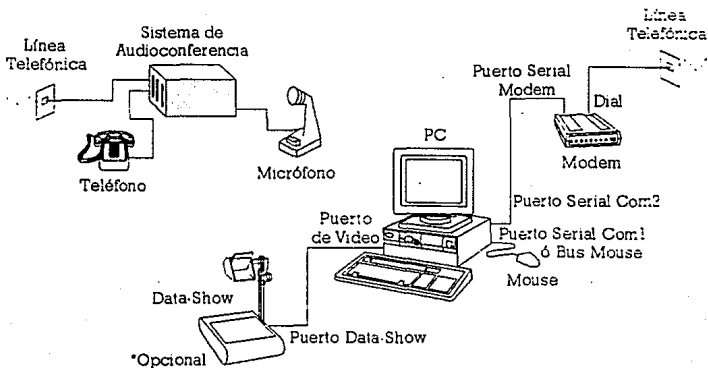 Sistema de
Audioconferencia
Línea
Telefónica
Teléfono
Micrófono
Línea
Telefónica
Puerto Serial
Modem
Dial
Modem
PC
Puerto Serial Com2
Puerto Serial Com1
ó Bus Mouse
Mouse
Puerto
de Video
Data-Show
Puerto Data-Show
*Opcional